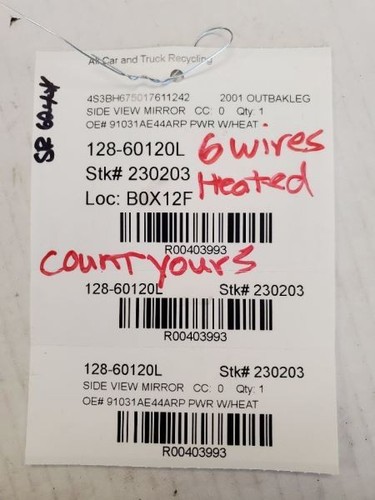 All Car and Truck Recycling
4S3BH675017611242 2001 OUTBAKLEG
SIDE VIEW MIRROR CC: 0 Qty: 1
OE# 91031AE44ARP PWR W/HEAT
128-60120L
6 wires
Stk# 230203
Heated
Loc: B0X12F
R00403993
COUNT yours
128-60120L Stk# 230203
R00403993
128-60120L Stk# 230203
SIDE VIEW MIRROR CC: 0 Qty: 1
OE# 91031AE44ARP PWR W/HEAT
R00403993